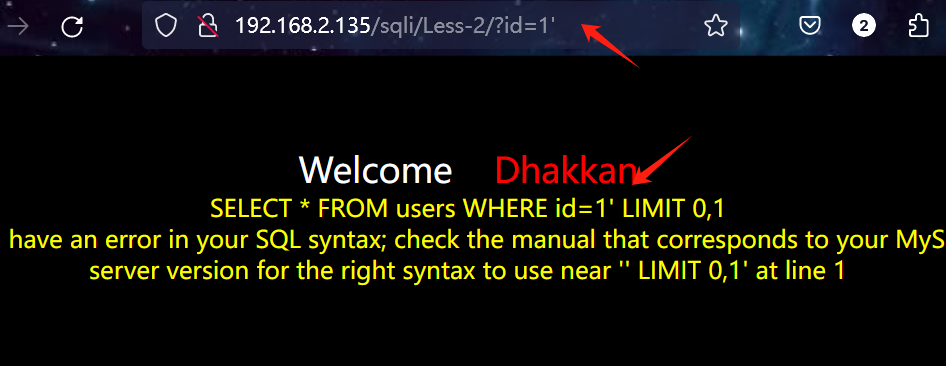 192.168.2.135/sqli/Less-2/?id=1'
2
Welcome Dhakkan
SELECT * FROM users WHERE id=1' LIMIT 0,1
have an error in your SQL syntax; check the manual that corresponds to your MyS
server version for the right syntax to use near '' LIMIT 0,1' at line 1